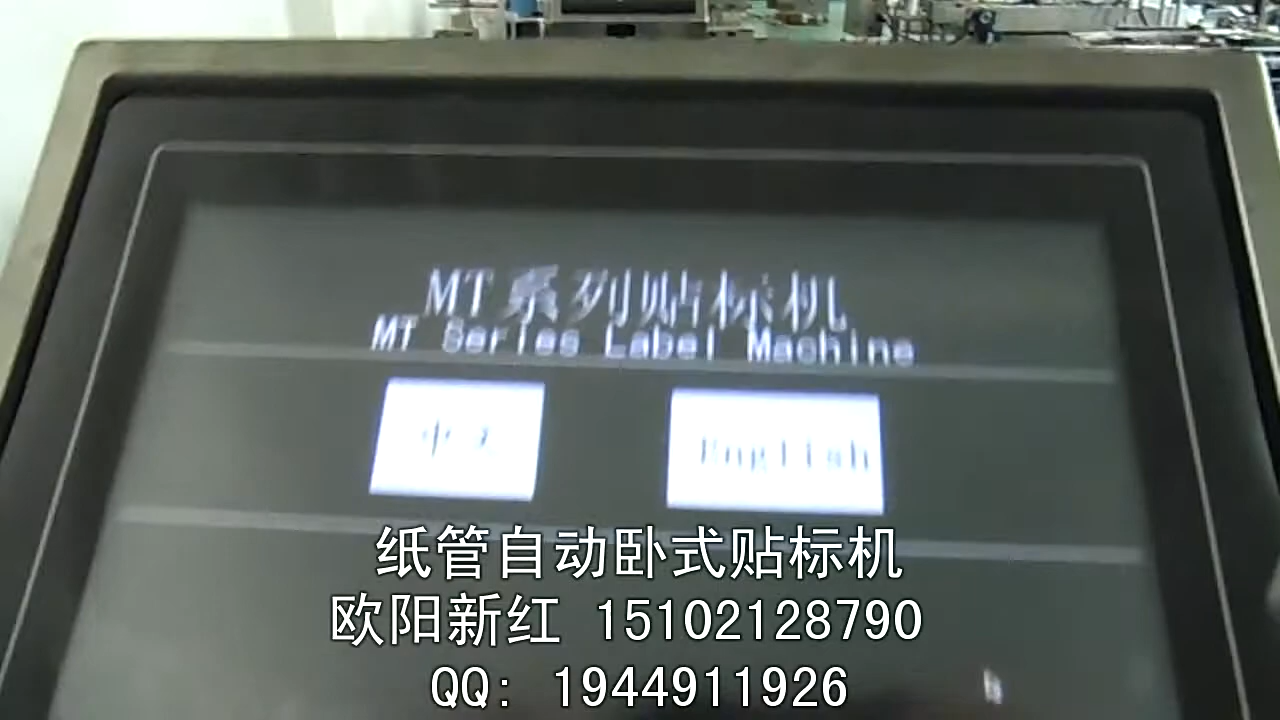 MT系列贴标机
MT Series Label Machine
中文 English
纸管自动卧式贴标机
欧阳新红 15102128790
QQ: 1944911926